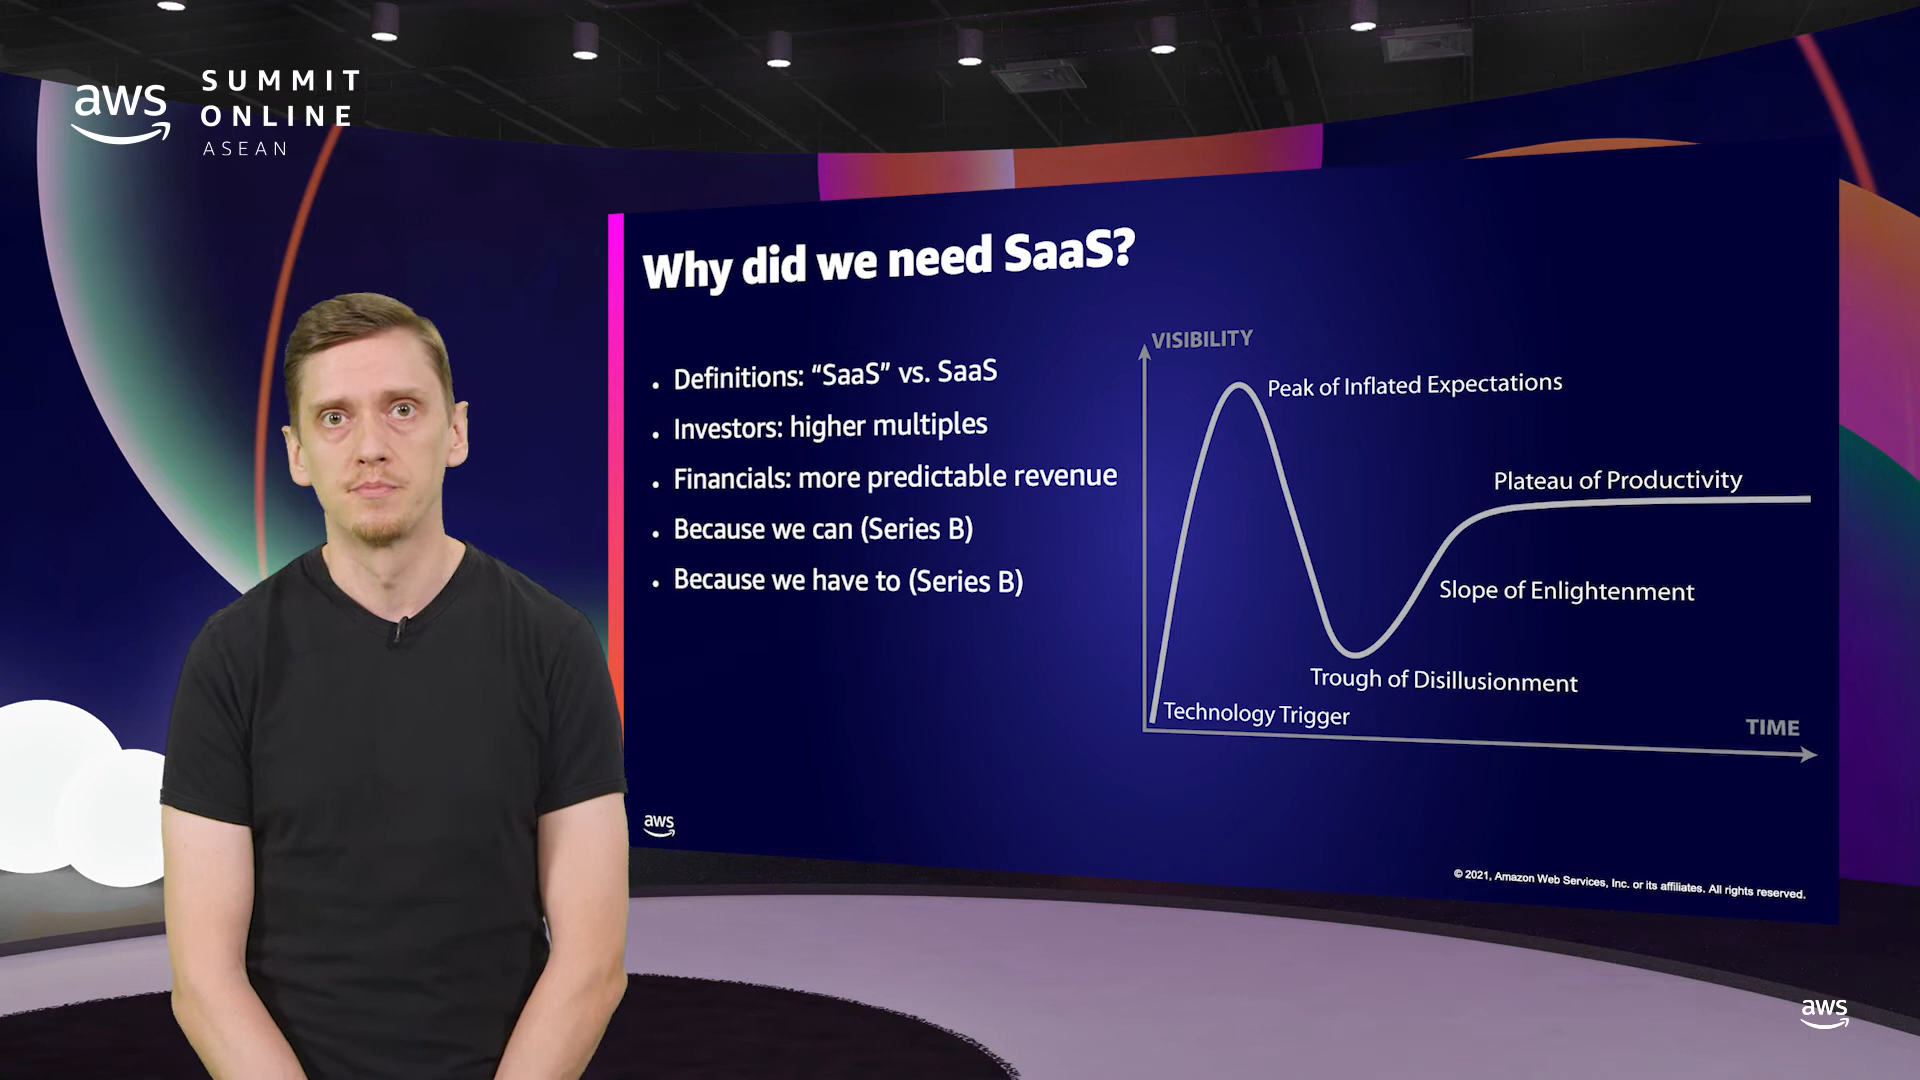 aws
SUMMIT
ONLINE
ASEAN
Why did we need SaaS?
• Definitions: “SaaS” vs. SaaS
• Investors: higher multiples
• Financials: more predictable revenue
• Because we can (Series B)
• Because we have to (Series B)
VISIBILITY
Peak of Inflated Expectations
Plateau of Productivity
Slope of Enlightenment
Trough of Disillusionment
Technology Trigger
TIME
aws
© 2021, Amazon Web Services, Inc. or its affiliates. All rights reserved.
aws